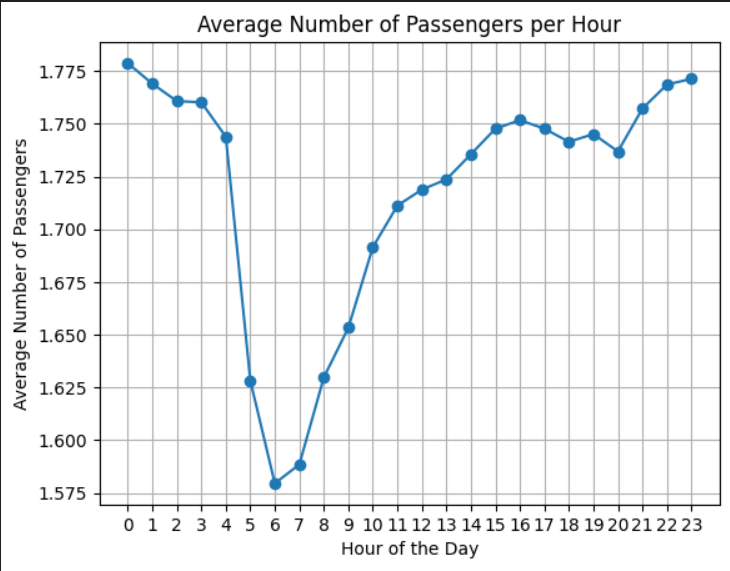 Average Number of Passengers per Hour
Average Number of Passengers
1.775
1.750
1.725
1.700
1.675
1.650
1.625
1.600
1.575
0 1 2 3 4 5 6 7 8 9 10 11 12 13 14 15 16 17 18 19 20 21 22 23
Hour of the Day